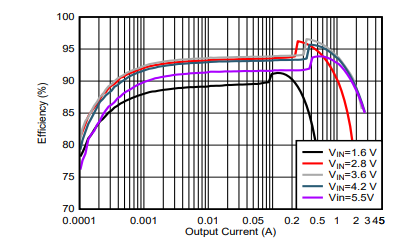 100
95
90
85
80
75
70
Efficiency (%)
0.0001 0.001 0.01 0.05 0.2 0.5 1 2 3 4 5
Output Current (A)
VIN=1.6 V
VIN=2.8 V
VIN=3.6 V
VIN=4.2 V
VIN=5.5V